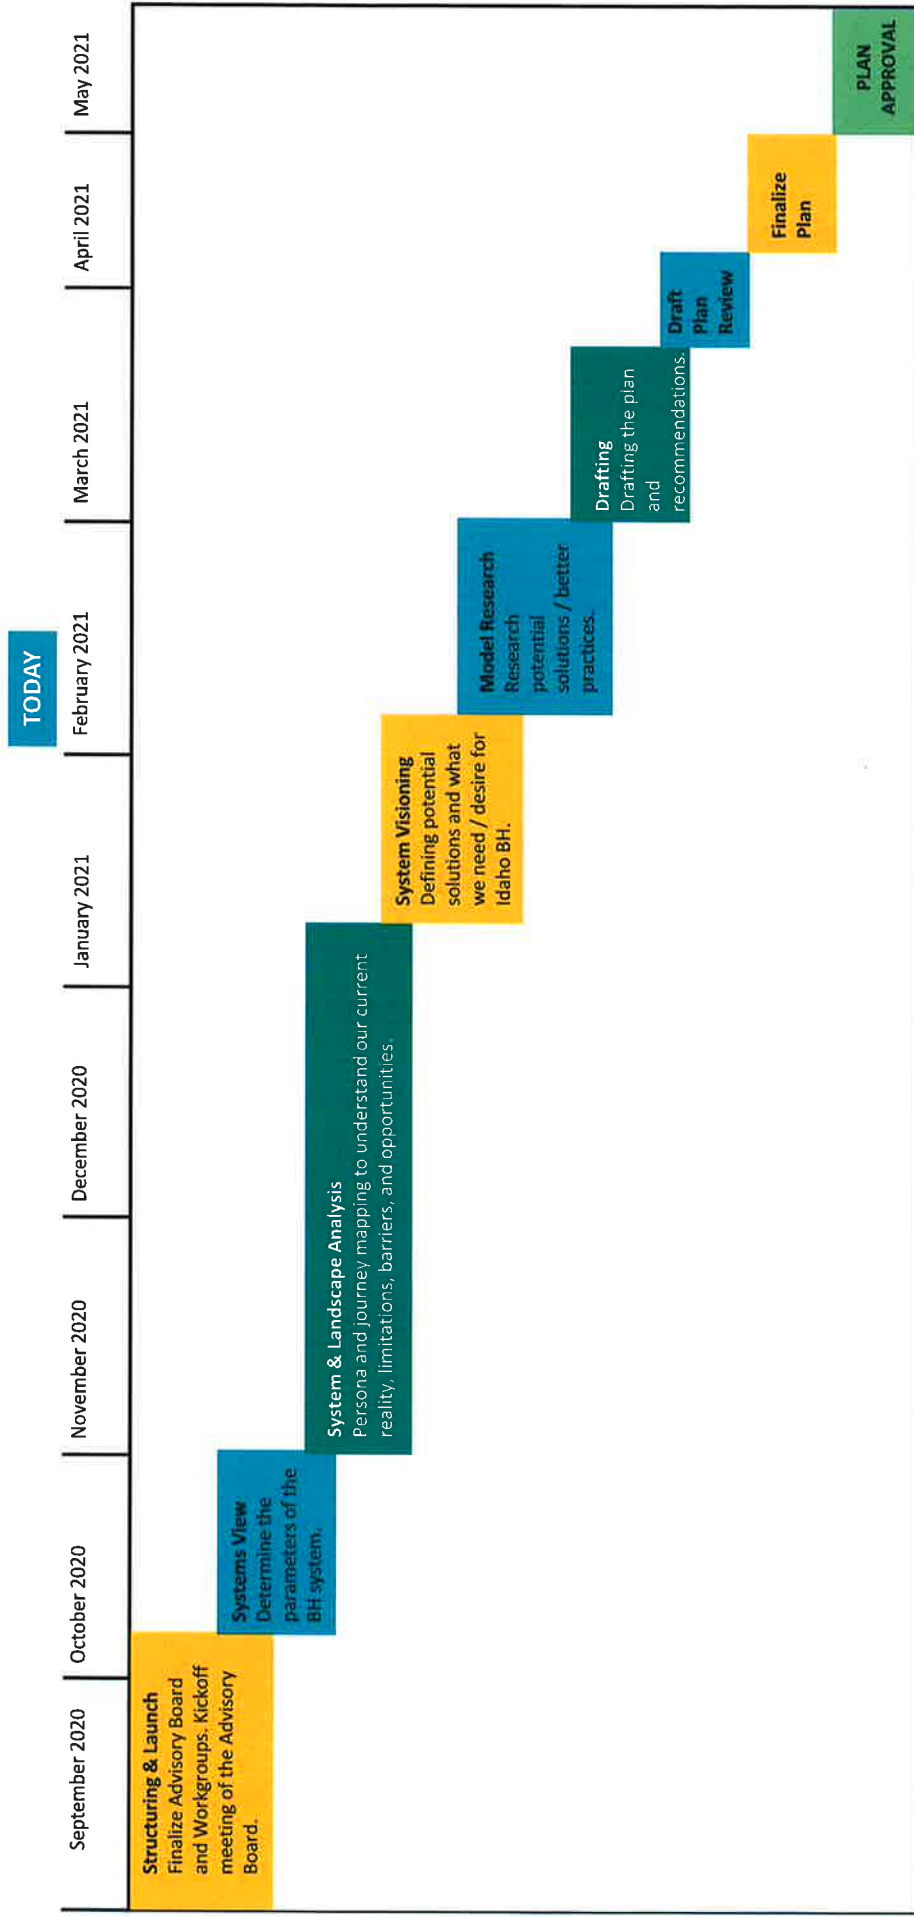 TODAY
September 2020
October 2020
November 2020
December 2020
January 2021
February 2021
March 2021
April 2021
May 2021
Structuring & Launch
Finalize Advisory Board
and Workgroups. Kickoff
meeting of the Advisory
Board.
Systems View
Determine the
parameters of the
BH system.
System & Landscape Analysis
Persona and journey mapping to understand our current
reality, limitations, barriers, and opportunities.
System Visioning
Defining potential
solutions and what
we need / desire for
Idaho BH.
Model Research
Research
potential
solutions / better
practices.
Drafting
Drafting the plan
and
recommendations.
Draft
Plan
Review
Finalize
Plan
PLAN
APPROVAL